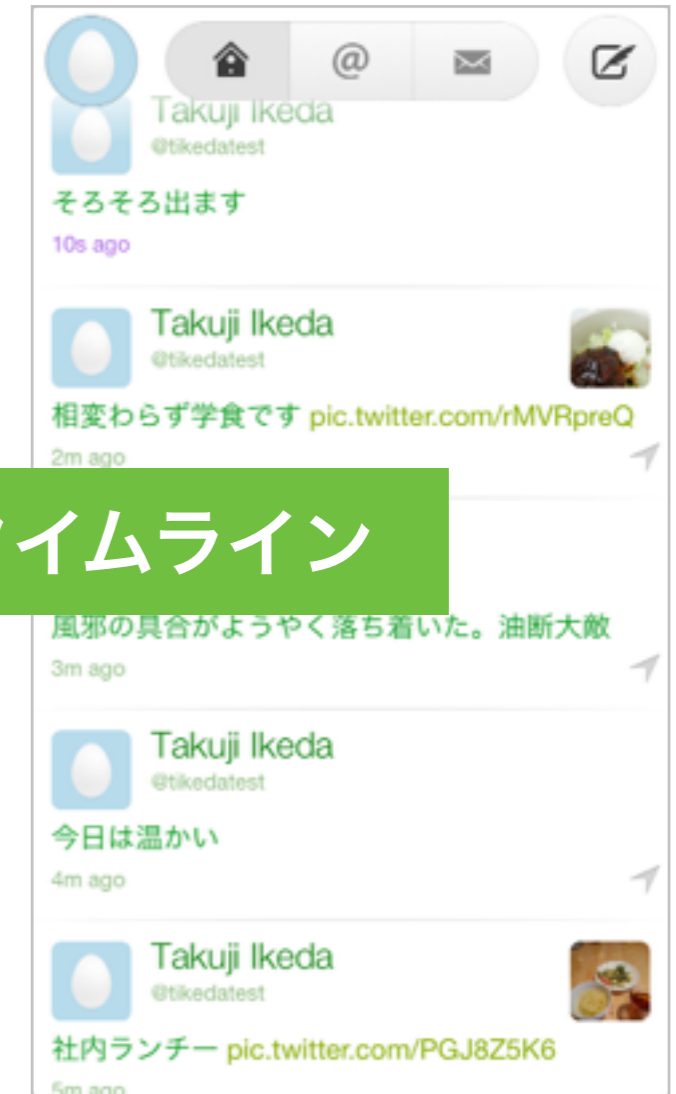 @
Takuji Ikeda
@tikedatest
そろそろ出ます
10s ago
Takuji Ikeda
@tikedatest
相変わらず学食です pic.twitter.com/rMVRpreQ
2m ago
イムライン
風邪の具合がようやく落ち着いた。油断大敵
3m ago
Takuji Ikeda
@tikedatest
今日は温かい
4m ago
Takuji Ikeda
@tikedatest
社内ランチー pic.twitter.com/PGJ8Z5K6
5m ago